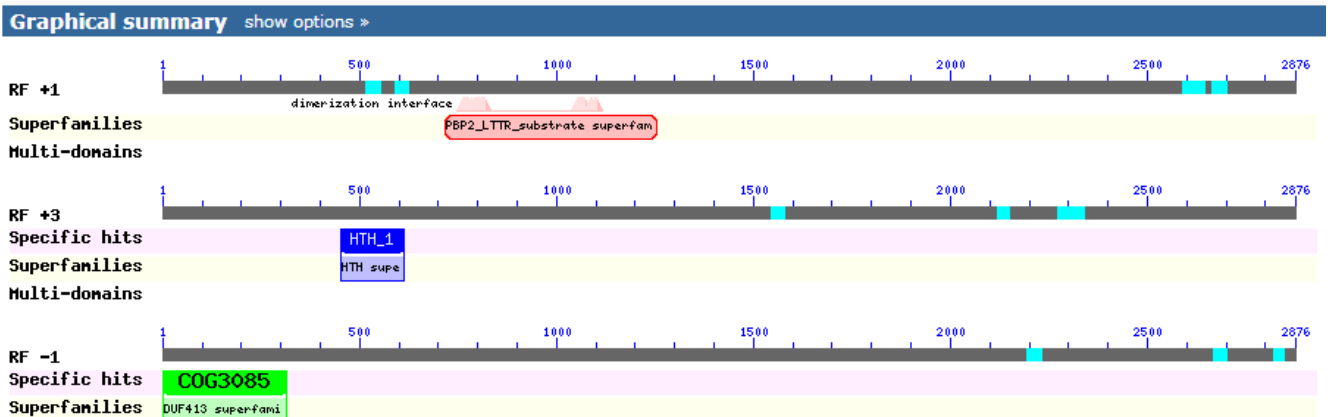 Graphical summary show options »
1 500 1000 1500 2000 2500 2876
RF +1
dimerization interface
Superfamilies PBP2_LTTR_substrate superfam
Multi-domains
1 500 1000 1500 2000 2500 2876
RF +3
Specific hits HTH_1
Superfamilies HTH supe
Multi-domains
1 500 1000 1500 2000 2500 2876
RF -1
Specific hits COG3085
Superfamilies DUF413 superfami